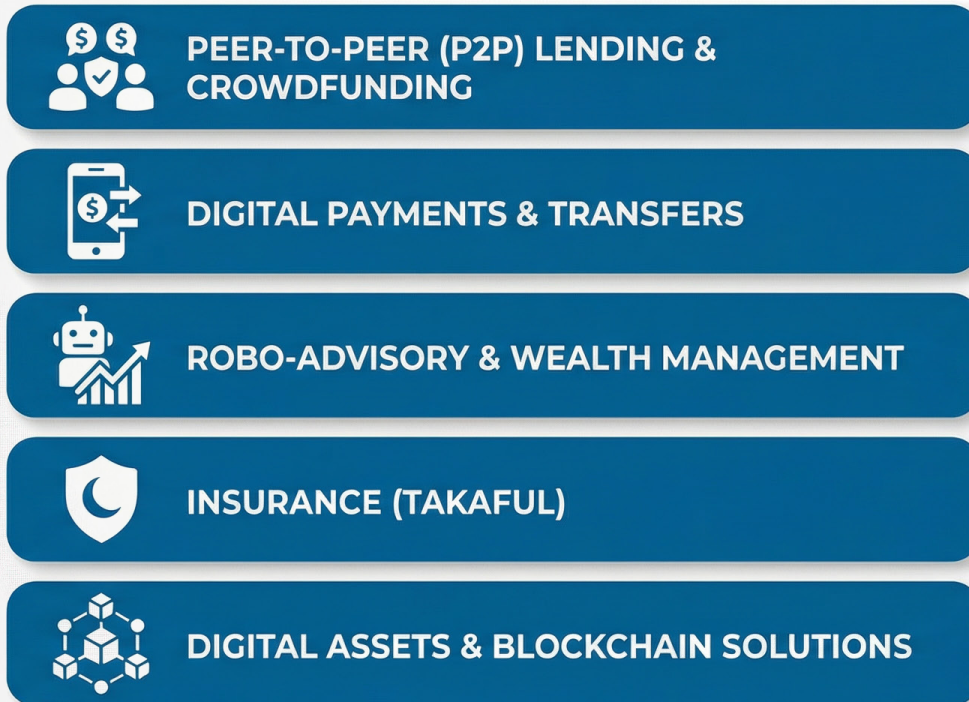 PEER-TO-PEER (P2P) LENDING &
CROWDFUNDING
DIGITAL PAYMENTS & TRANSFERS
ROBO-ADVISORY & WEALTH MANAGEMENT
INSURANCE (TAKAFUL)
DIGITAL ASSETS & BLOCKCHAIN SOLUTIONS